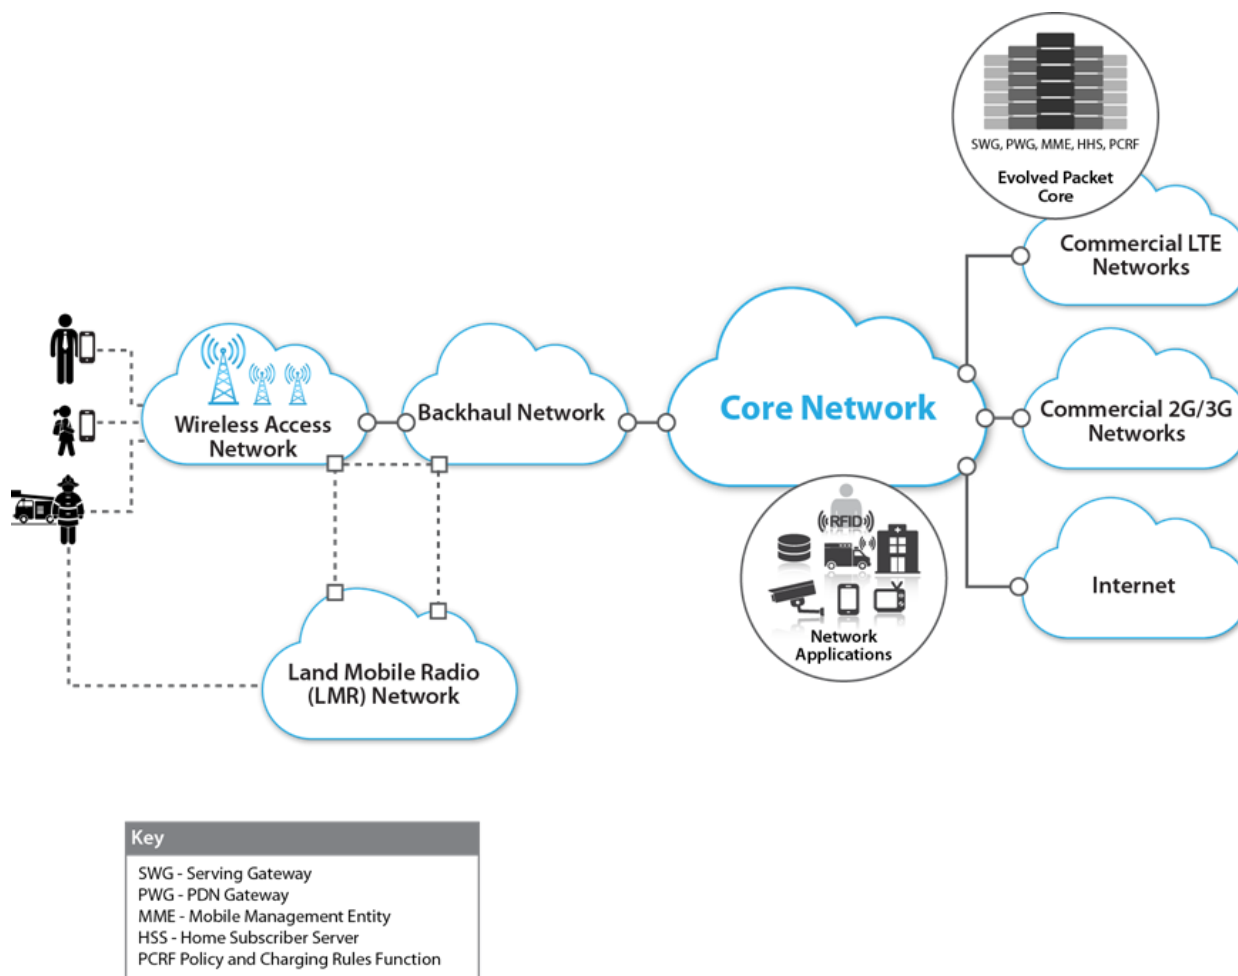 SWG, PWG, MME, HHS, PCRF
Evolved Packet
Core
Commercial LTE
Networks
Wireless Access
Network
Backhaul Network
Core Network
Commercial 2G/3G
Networks
RFID
Network
Applications
Internet
Land Mobile Radio
(LMR) Network
Key
SWG - Serving Gateway
PWG - PDN Gateway
MME - Mobile Management Entity
HSS - Home Subscriber Server
PCRF Policy and Charging Rules Function